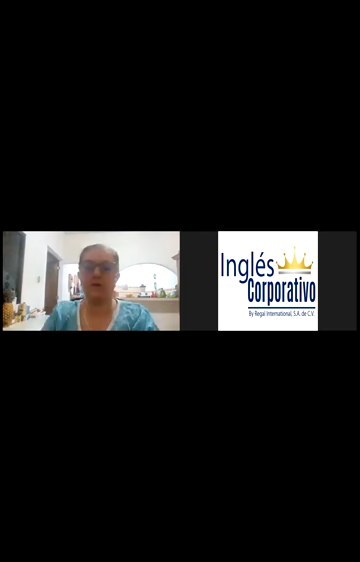 Inglés
Corporativo
By Regal International, S.A. de C.V.